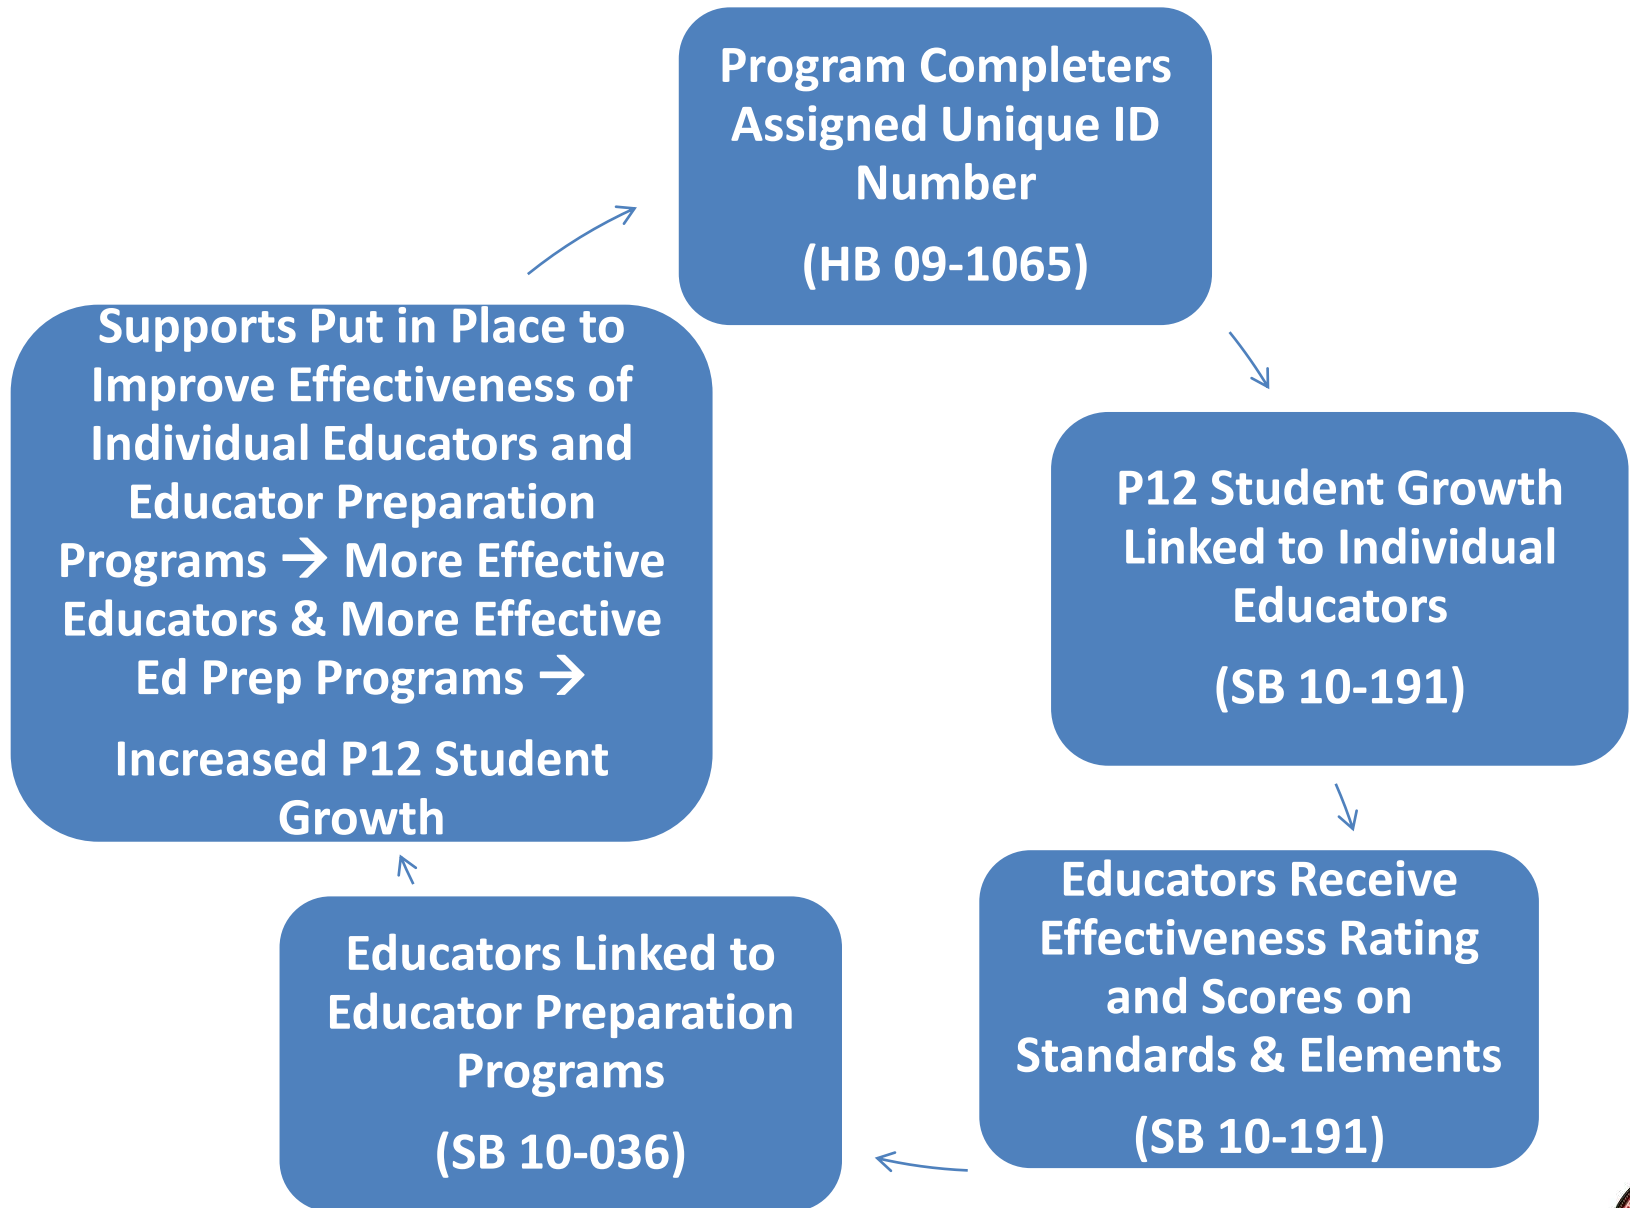 Program Completers
Assigned Unique ID
Number
(HB 09-1065)
P12 Student Growth
Linked to Individual
Educators
(SB 10-191)
Educators Receive
Effectiveness Rating
and Scores on
Standards & Elements
(SB 10-191)
Educators Linked to
Educator Preparation
Programs
(SB 10-036)
Supports Put in Place to
Improve Effectiveness of
Individual Educators and
Educator Preparation
Programs → More Effective
Educators & More Effective
Ed Prep Programs →
Increased P12 Student
Growth